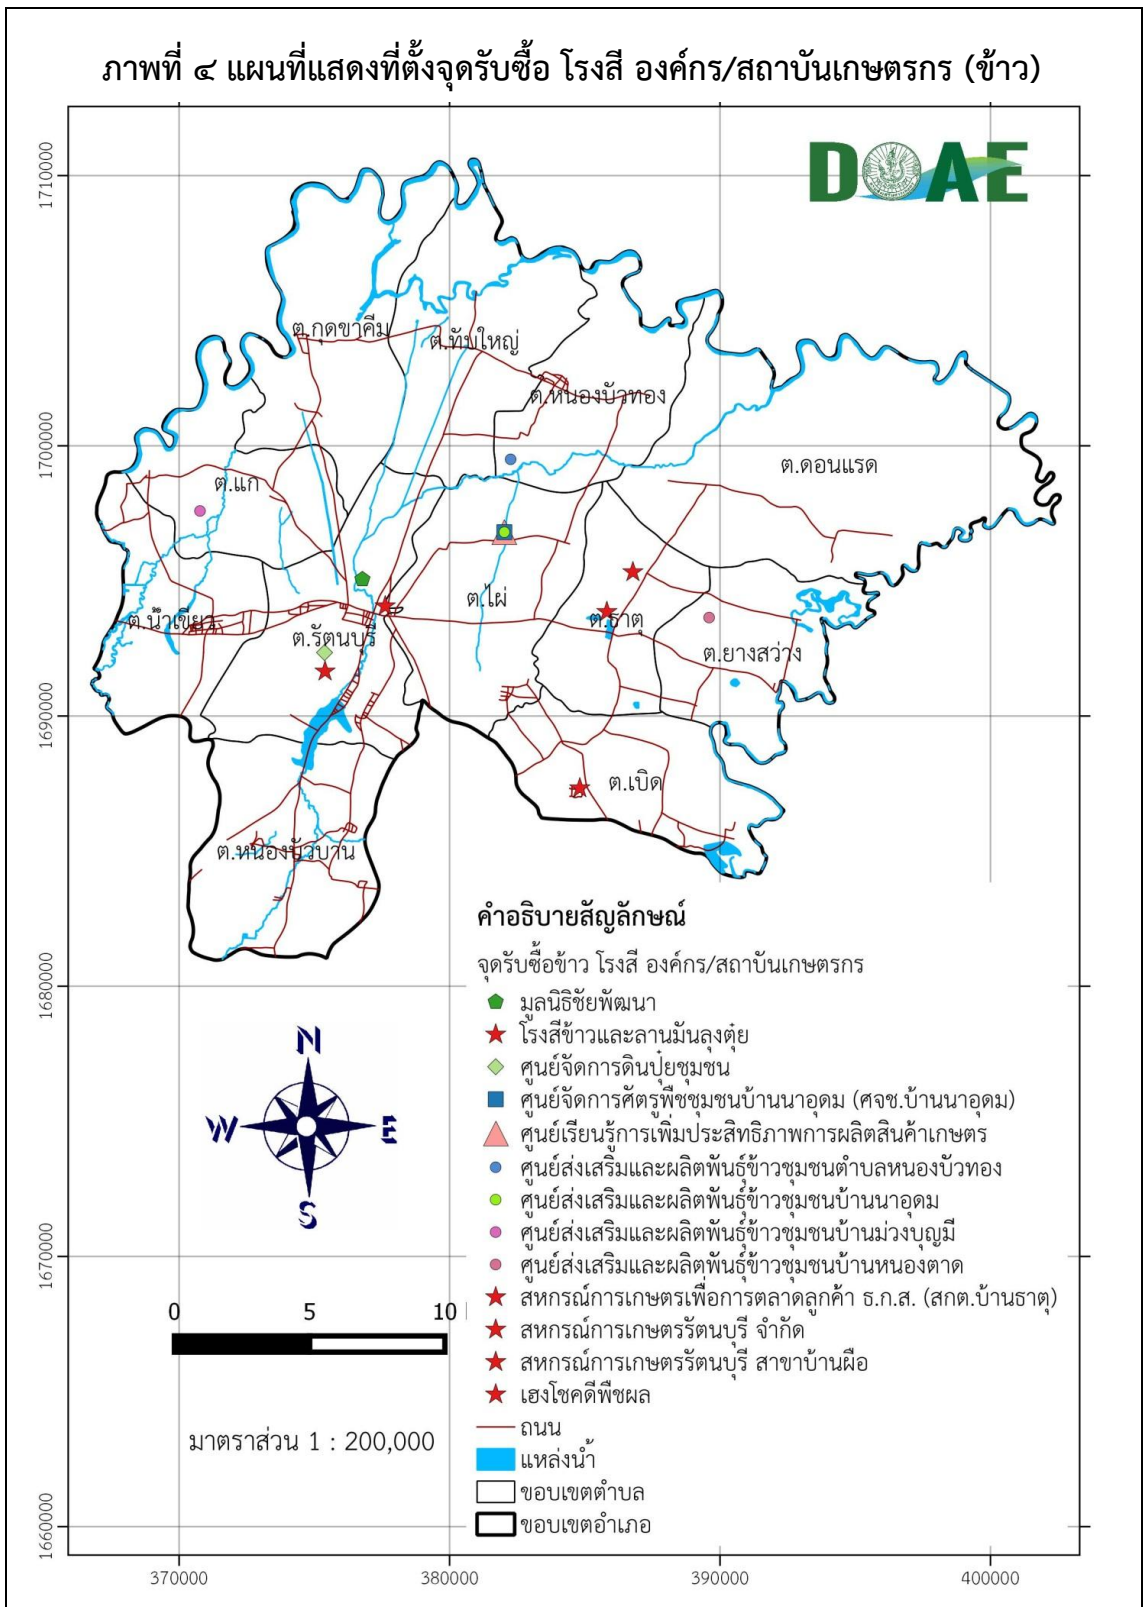 ภาพที่ ๔ แผนที่แสดงที่ตั้งจุดรับซื้อ โรงสี องค์กร/สถาบันเกษตรกร (ข้าว)
DOAE
1710000
1700000
1690000
1680000
1670000
1660000
ต.กุดขาคีม
ต.ทับใหญ่
ต.หนองบัวทอง
ต.ดอนแรด
ต.แก
ต.ไผ่
ต.ธาตุ
ต.น้ำเขียว
ต.รัตนบุรี
ต.ยางสว่าง
ต.เบิด
ต.หนองบัวบาน
คำอธิบายสัญลักษณ์
จุดรับซื้อข้าว โรงสี องค์กร/สถาบันเกษตรกร
มูลนิธิชัยพัฒนา
โรงสีข้าวและลานมันลุงตุ๋ย
ศูนย์จัดการดินปุ๋ยชุมชน
ศูนย์จัดการศัตรูพืชชุมชนบ้านนาอุดม (ศจช.บ้านนาอุดม)
ศูนย์เรียนรู้การเพิ่มประสิทธิภาพการผลิตสินค้าเกษตร
ศูนย์ส่งเสริมและผลิตพันธุ์ข้าวชุมชนตำบลหนองบัวทอง
ศูนย์ส่งเสริมและผลิตพันธุ์ข้าวชุมชนบ้านนาอุดม
ศูนย์ส่งเสริมและผลิตพันธุ์ข้าวชุมชนบ้านม่วงบุญมี
ศูนย์ส่งเสริมและผลิตพันธุ์ข้าวชุมชนบ้านหนองตาด
สหกรณ์การเกษตรเพื่อการตลาดลูกค้า ธ.ก.ส. (สกต.บ้านธาตุ)
สหกรณ์การเกษตรรัตนบุรี จำกัด
สหกรณ์การเกษตรรัตนบุรี สาขาบ้านผือ
เฮงโชคดีพืชผล
ถนน
แหล่งน้ำ
ขอบเขตตำบล
ขอบเขตอำเภอ
N
W E
S
0 5 10
มาตราส่วน 1 : 200,000
370000 380000 390000 400000